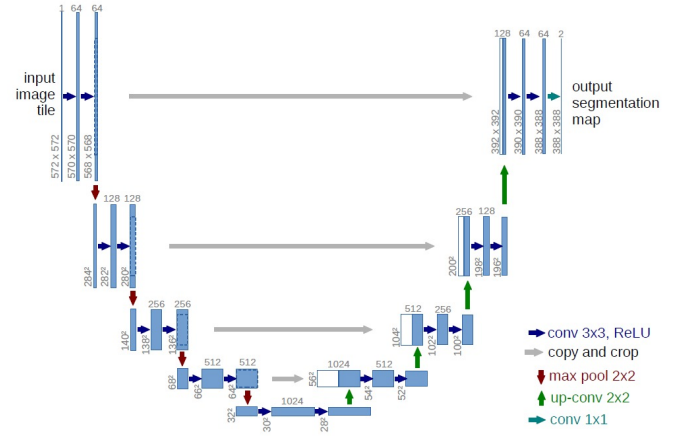 1
64
64
input
image
tile
572 x 572
570 x 570
568 x 568
128
64
64
2
392 x 392
390 x 390
388 x 388
388 x 388
output
segmentation
map
128
128
284²
282²
280²
256
128
200²
198²
196²
256
256
140²
138²
136²
512
256
104²
102²
100²
512
512
68²
66²
64²
1024
512
56²
54²
52²
1024
32²
30²
28²
conv 3x3, ReLU
copy and crop
max pool 2x2
up-conv 2x2
conv 1x1